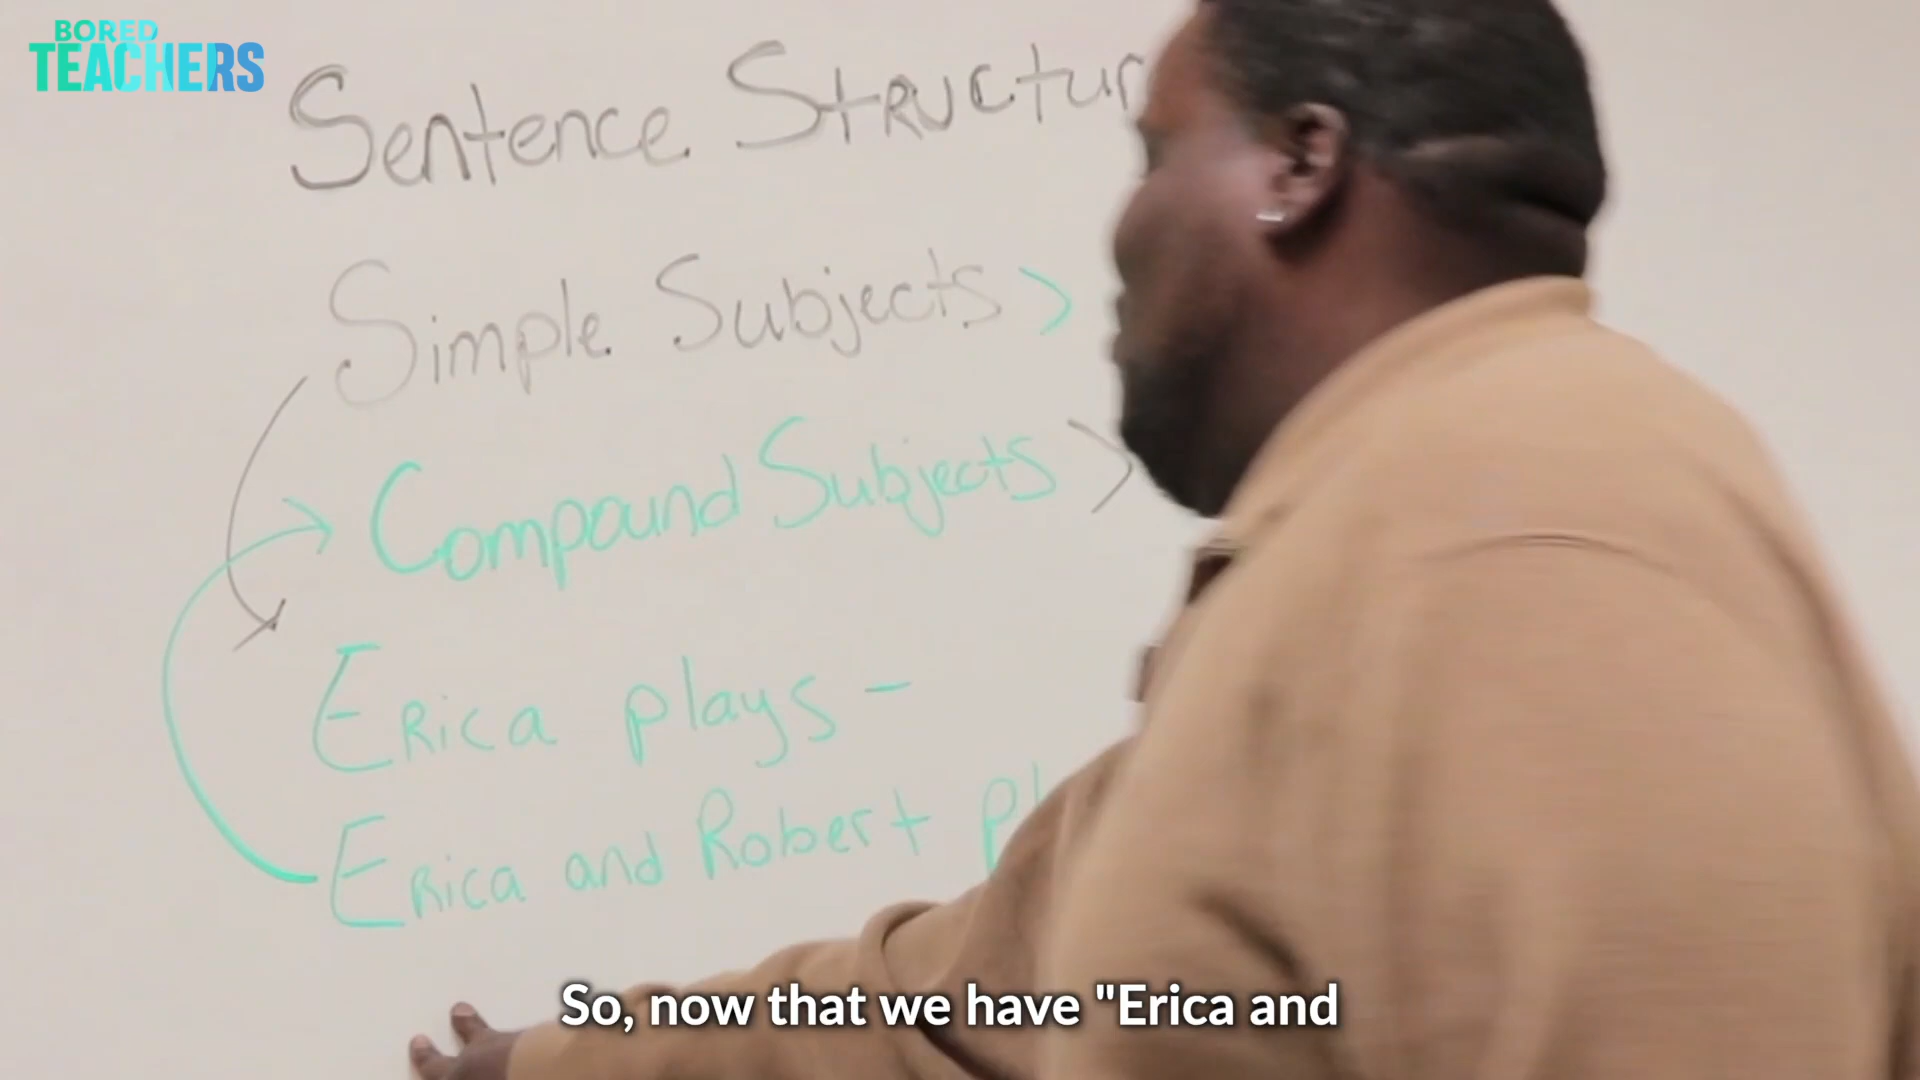 BORED
TEACHERS
Sentence Structur
Simple Subjects >
Compound Subjects >
Erica plays -
Erica and Robert pl
So, now that we have "Erica and